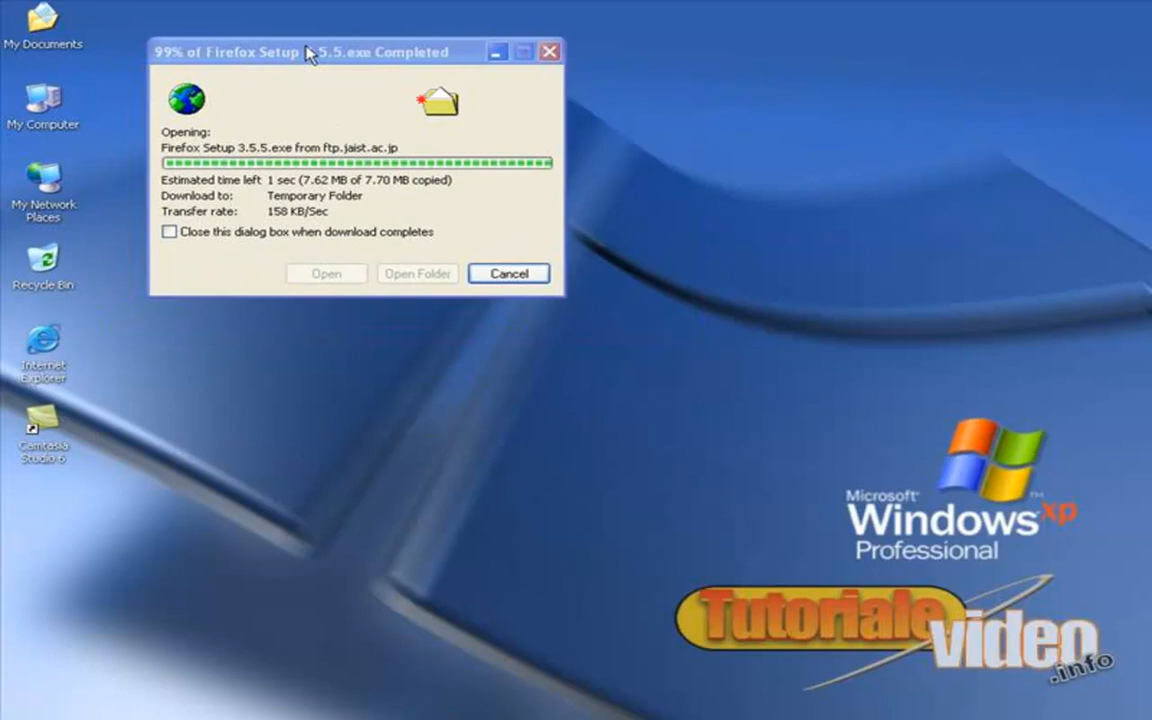 My Documents
My Computer
My Network
Places
Recycle Bin
Internet
Explorer
Camtasia
Studio 6
99% of Firefox Setup 3.5.5.exe Completed
Opening:
Firefox Setup 3.5.5.exe from ftp.jaist.ac.jp
Estimated time left 1 sec (7.62 MB of 7.70 MB copied)
Download to: Temporary Folder
Transfer rate: 158 KB/Sec
Close this dialog box when download completes
Open Open Folder Cancel
Microsoft
Windows xp
Professional
Tutoriale
video
.info